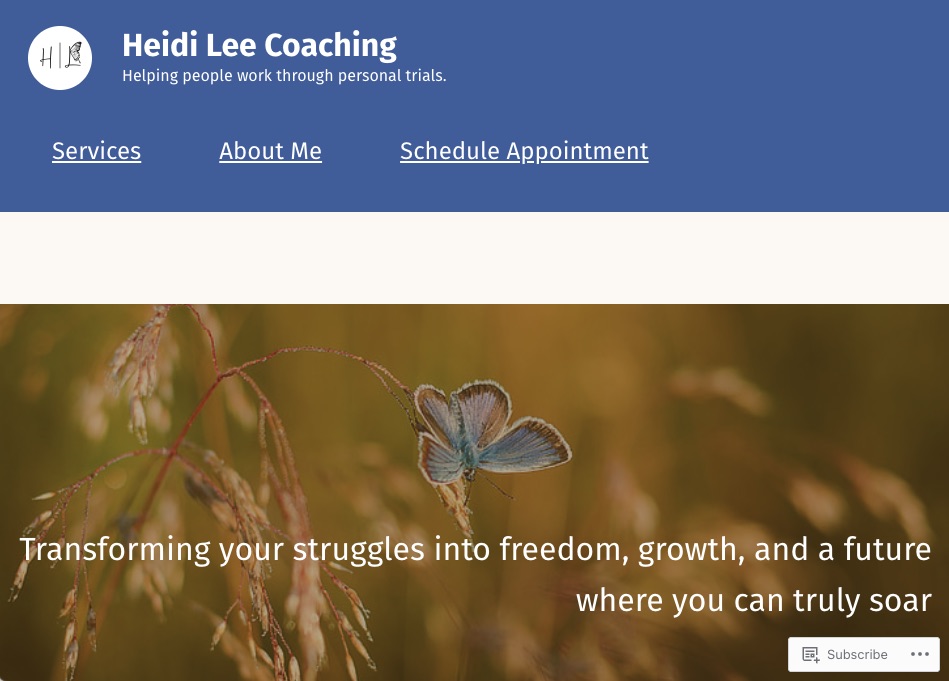 H | L
Heidi Lee Coaching
Helping people work through personal trials.
Services
About Me
Schedule Appointment
Transforming your struggles into freedom, growth, and a future
where you can truly soar
Subscribe